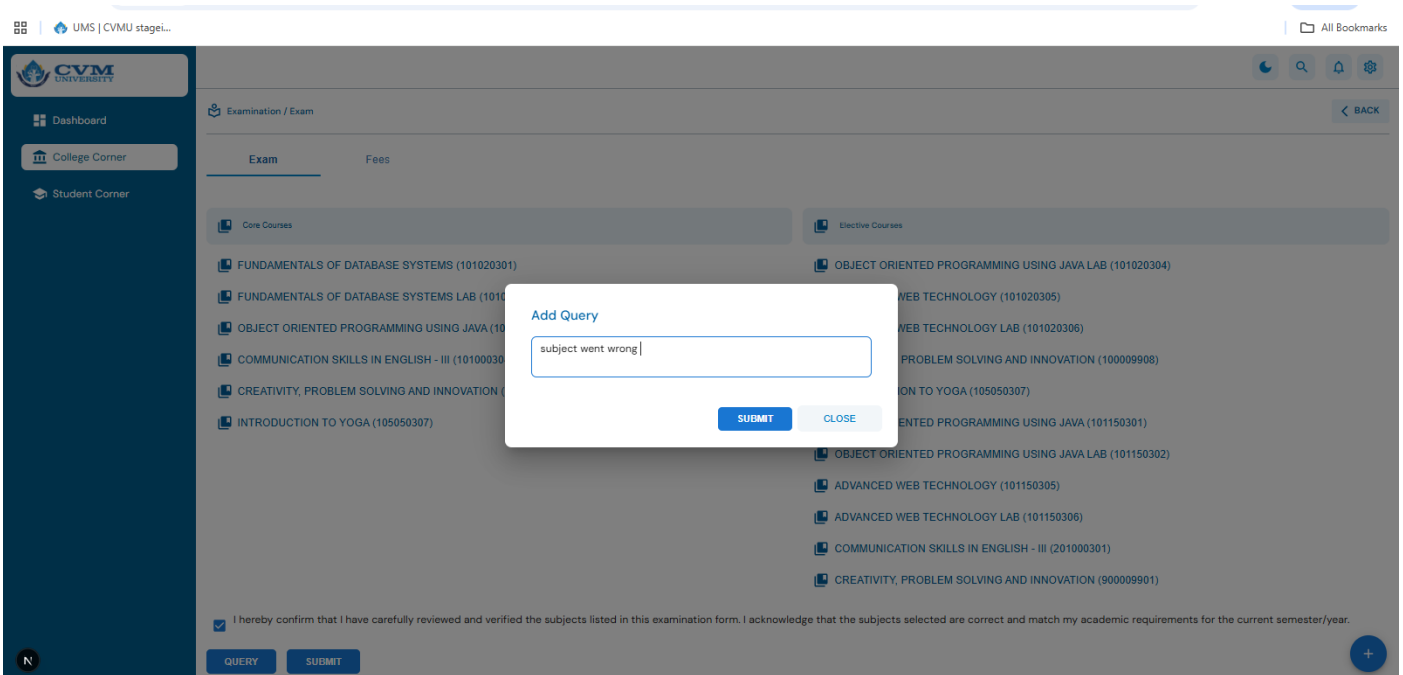 UMS | CVMU stagei...
All Bookmarks
CVM
UNIVERSITY
Dashboard
College Corner
Student Corner
Examination / Exam
BACK
Exam
Fees
Core Courses
FUNDAMENTALS OF DATABASE SYSTEMS (101020301)
FUNDAMENTALS OF DATABASE SYSTEMS LAB (1010
OBJECT ORIENTED PROGRAMMING USING JAVA (10
COMMUNICATION SKILLS IN ENGLISH - III (10100030
CREATIVITY, PROBLEM SOLVING AND INNOVATION (
INTRODUCTION TO YOGA (105050307)
Elective Courses
OBJECT ORIENTED PROGRAMMING USING JAVA LAB (101020304)
WEB TECHNOLOGY (101020305)
WEB TECHNOLOGY LAB (101020306)
PROBLEM SOLVING AND INNOVATION (100009908)
ION TO YOGA (105050307)
ENTED PROGRAMMING USING JAVA (101150301)
OBJECT ORIENTED PROGRAMMING USING JAVA LAB (101150302)
ADVANCED WEB TECHNOLOGY (101150305)
ADVANCED WEB TECHNOLOGY LAB (101150306)
COMMUNICATION SKILLS IN ENGLISH - III (201000301)
CREATIVITY, PROBLEM SOLVING AND INNOVATION (900009901)
Add Query
subject went wrong
SUBMIT
CLOSE
I hereby confirm that I have carefully reviewed and verified the subjects listed in this examination form. I acknowledge that the subjects selected are correct and match my academic requirements for the current semester/year.
QUERY
SUBMIT
N
+